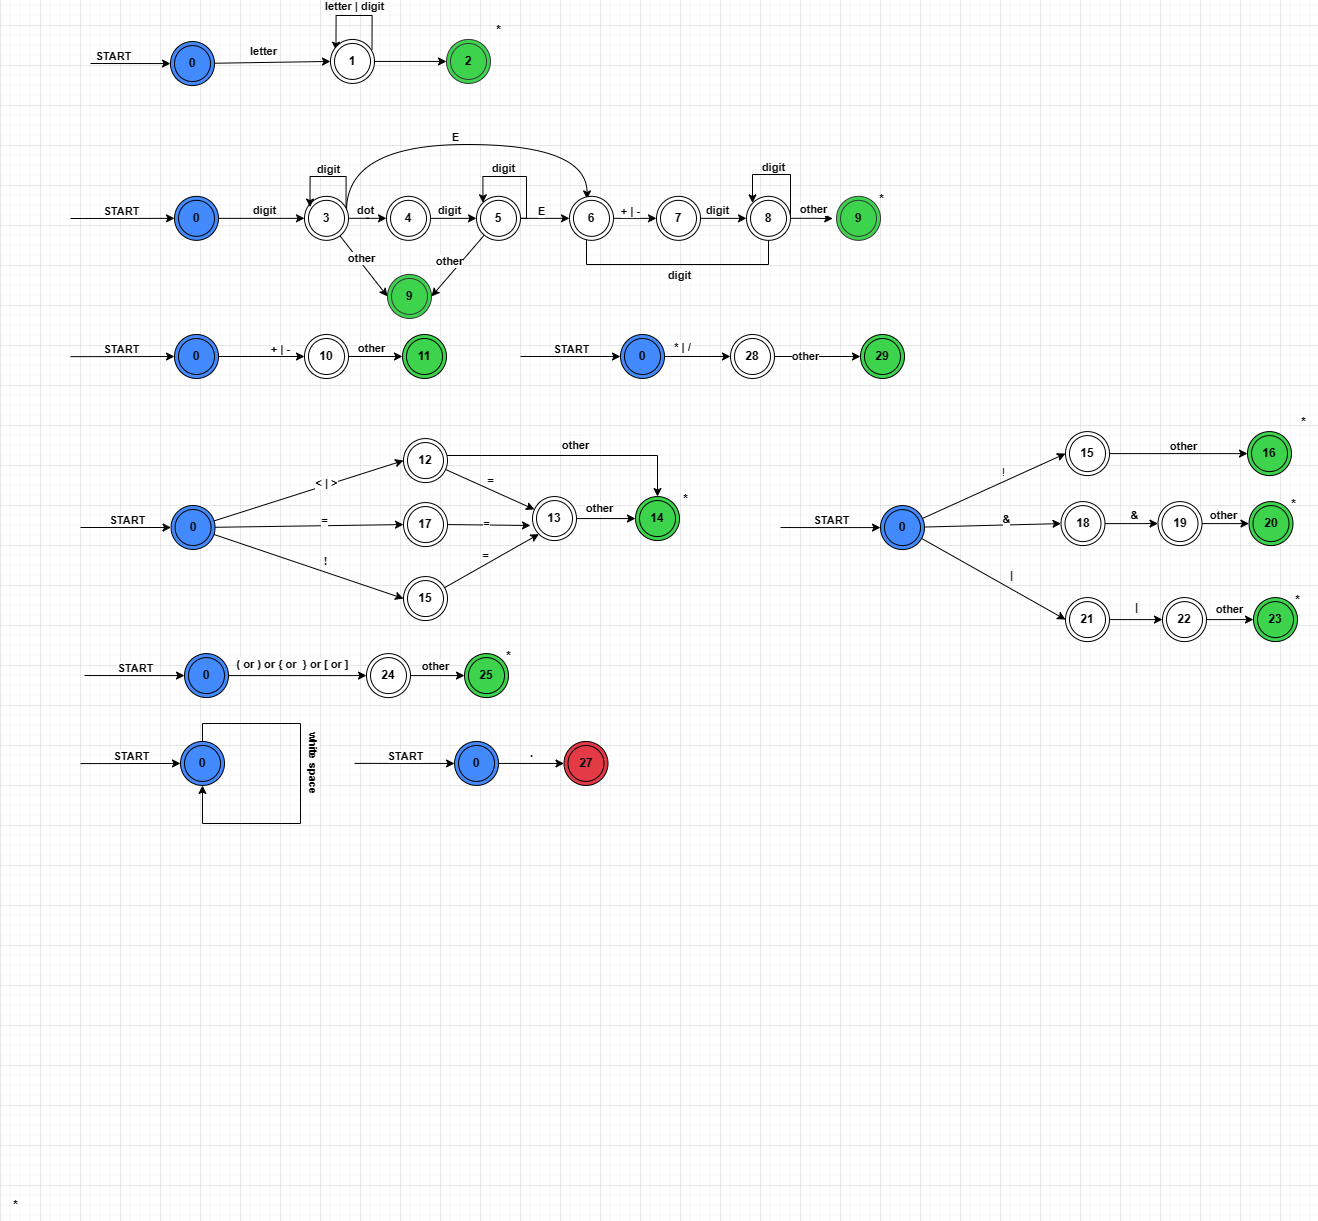 letter | digit
*
START
0
letter
1
2
E
digit
digit
digit
START
0
digit
3
dot
4
digit
5
E
6
+ | -
7
digit
8
other
9
*
other
other
digit
9
START
0
+ | -
10
other
11
START
0
* | /
28
other
29
*
other
12
< | >
=
START
0
=
17
=
13
other
14
*
!
=
15
!
15
other
16
START
0
&
18
&
19
other
20
*
|
21
|
22
other
23
*
START
0
( or ) or { or } or [ or ]
24
other
25
*
START
0
white space
START
0
.
27
*